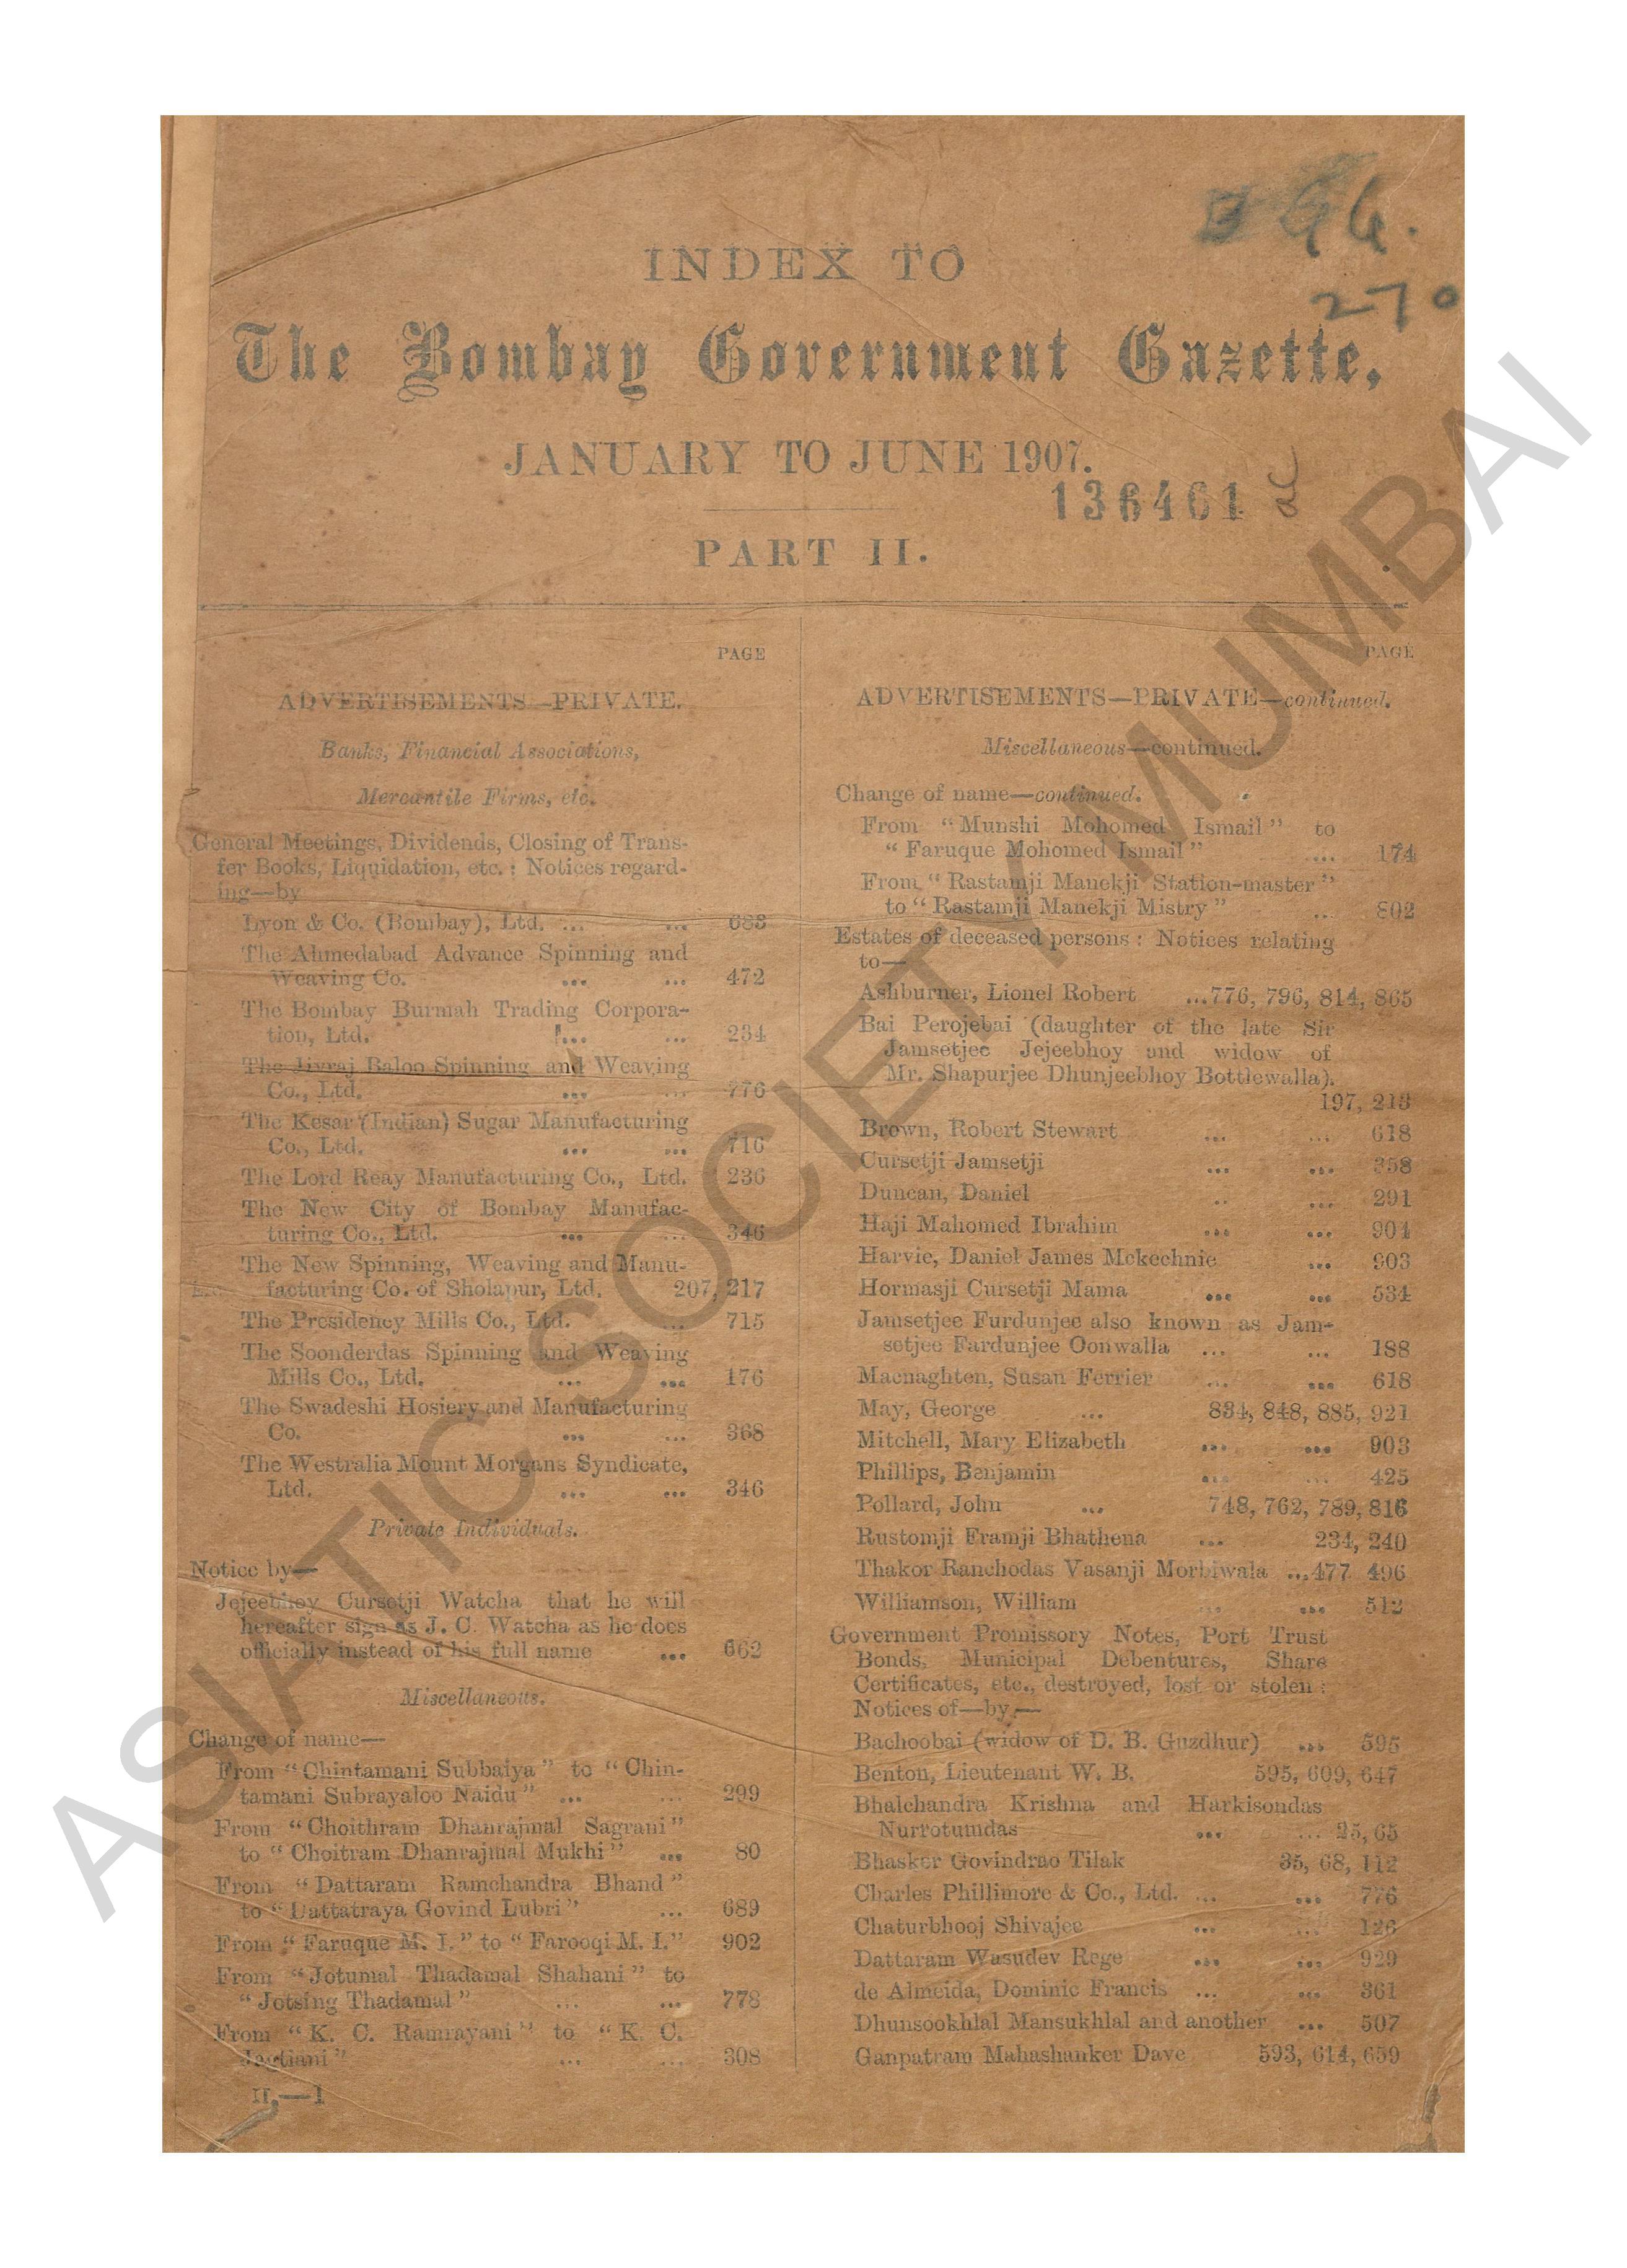 G G.
270
INDEX TO
The Bombay Government Gazette,
JANUARY TO JUNE 1907.
136461
PART II.
PAGE
ADVERTISEMENTS—PRIVATE.
Banks, Financial Associations,
Mercantile Firms, etc.
General Meetings, Dividends, Closing of Trans-
fer Books, Liquidation, etc.: Notices regard-
ing—by
Lyon & Co. (Bombay), Ltd. ... ... 683
The Ahmedabad Advance Spinning and
Weaving Co. ... ... 472
The Bombay Burmah Trading Corpora-
tion, Ltd. ... ... 234
The Jivraj Baloo Spinning and Weaving
Co., Ltd. ... ... 776
The Kesar (Indian) Sugar Manufacturing
Co., Ltd. ... ... 716
The Lord Reay Manufacturing Co., Ltd. 236
The New City of Bombay Manufac-
turing Co., Ltd. ... ... 346
The New Spinning, Weaving and Manu-
facturing Co. of Sholapur, Ltd. 207, 217
The Presidency Mills Co., Ltd. ... 715
The Soonderdas Spinning and Weaving
Mills Co., Ltd. ... ... 176
The Swadeshi Hosiery and Manufacturing
Co. ... ... 368
The Westralia Mount Morgans Syndicate,
Ltd. ... ... 346
Private Individuals.
Notice by—
Jejeebhoy Cursetji Watcha that he will
hereafter sign as J. C. Watcha as he does
officially instead of his full name ... 662
Miscellaneous.
Change of name—
From "Chintamani Subbaiya" to "Chin-
tamani Subrayaloo Naidu" ... ... 299
From "Choithram Dhanrajmal Sagrani"
to "Choitram Dhanrajmal Mukhi" ... 80
From "Dattaram Ramchandra Bhand"
to "Dattatraya Govind Lubri" ... 689
From "Faruque M. I." to "Farooqi M. I." 902
From "Jotumal Thadamal Shahani" to
"Jotsing Thadamal" ... ... 778
From "K. C. Ramrayani" to "K. C.
Jagtiani" ... ... 308
II.—1
PAGE
ADVERTISEMENTS—PRIVATE—continued.
Miscellaneous—continued.
Change of name—continued.
From "Munshi Mohomed Ismail" to
"Faruque Mohomed Ismail" ... 174
From "Rastamji Manekji Station-master"
to "Rastamji Manekji Mistry" .. 802
Estates of deceased persons: Notices relating
to—
Ashburner, Lionel Robert ...776, 796, 814, 865
Bai Perojebai (daughter of the late Sir
Jamsetjee Jejeebhoy and widow of
Mr. Shapurjee Dhunjeebhoy Bottlewalla).
197, 213
Brown, Robert Stewart ... ... 618
Cursetji Jamsetji ... ... 358
Duncan, Daniel .. ... 291
Haji Mahomed Ibrahim ... ... 904
Harvie, Daniel James Mckechnie ... 903
Hormasji Cursetji Mama ... ... 534
Jamsetjee Furdunjee also known as Jam-
setjee Fardunjee Oonwalla ... ... 188
Macnaghten, Susan Ferrier ... ... 618
May, George ... 834, 848, 885, 921
Mitchell, Mary Elizabeth ... ... 903
Phillips, Benjamin ... ... 425
Pollard, John ... 748, 762, 789, 816
Rustomji Framji Bhathena ... 234, 240
Thakor Ranchodas Vasanji Morbiwala ...477 496
Williamson, William ... ... 512
Government Promissory Notes, Port Trust
Bonds, Municipal Debentures, Share
Certificates, etc., destroyed, lost or stolen:
Notices of—by—
Bachoobai (widow of D. B. Guzdhur) ... 595
Benton, Lieutenant W. B. 595, 609, 647
Bhalchandra Krishna and Harkisondas
Nurrotumdas ... ... 25, 65
Bhasker Govindrao Tilak 35, 68, 112
Charles Phillimore & Co., Ltd. ... ... 776
Chaturbhooj Shivajee ... ... 126
Dattaram Wasudev Rege ... ... 929
de Almeida, Dominic Francis ... ... 361
Dhunsookhlal Mansukhlal and another ... 507
Ganpatram Mahashanker Dave 593, 614, 659
ASIATIC SOCIETY MUMBAI